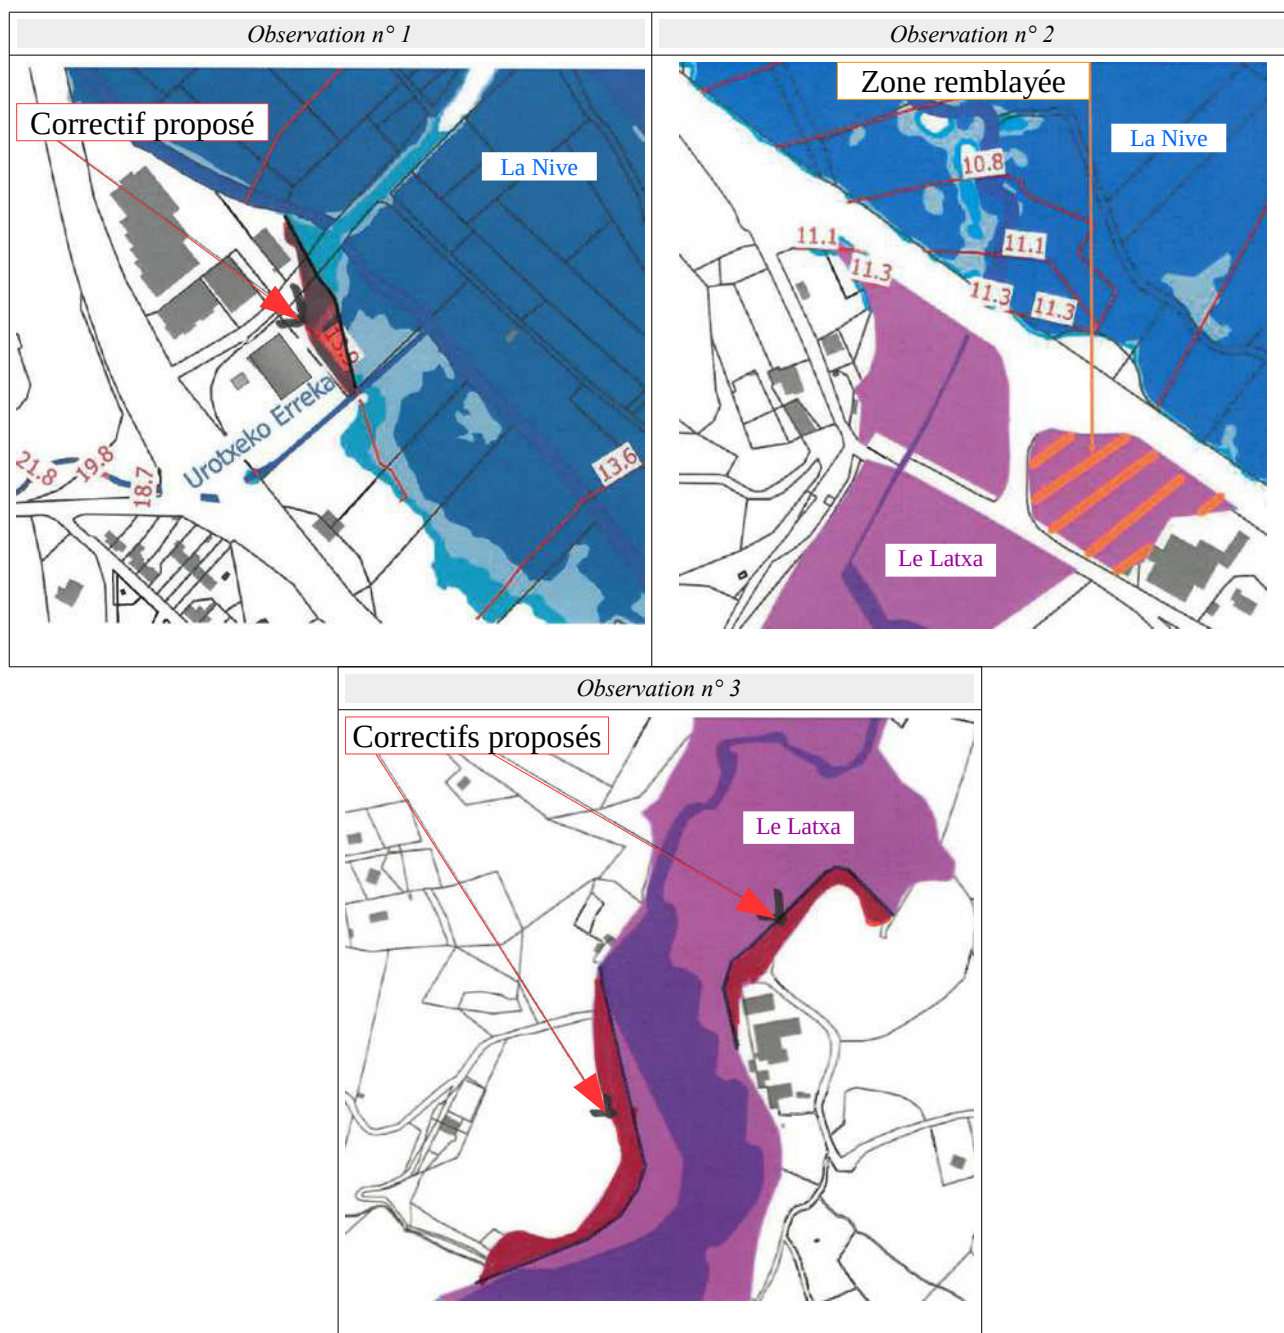 Observation n° 1
Correctif proposé
La Nive
13.9
Urotxeko Erreka
21.8
19.8
18.7
13.6
Observation n° 2
Zone remblayée
La Nive
10.8
11.1
11.1
11.3
11.3
11.3
Le Latxa
Observation n° 3
Correctifs proposés
Le Latxa